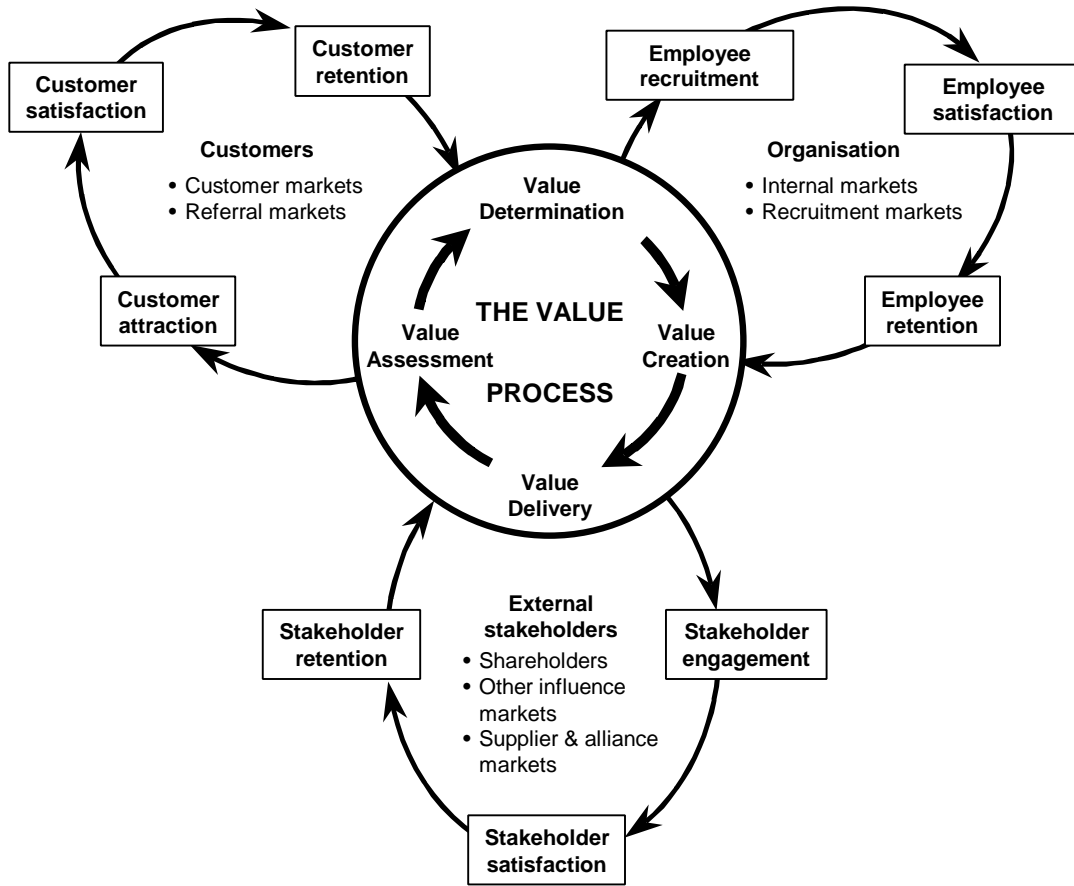 Customer
retention
Customer
satisfaction
Customers
• Customer markets
• Referral markets
Customer
attraction
Employee
recruitment
Employee
satisfaction
Organisation
• Internal markets
• Recruitment markets
Employee
retention
Value
Determination
THE VALUE
PROCESS
Value
Assessment
Value
Creation
Value
Delivery
External
stakeholders
• Shareholders
• Other influence
markets
• Supplier & alliance
markets
Stakeholder
retention
Stakeholder
engagement
Stakeholder
satisfaction